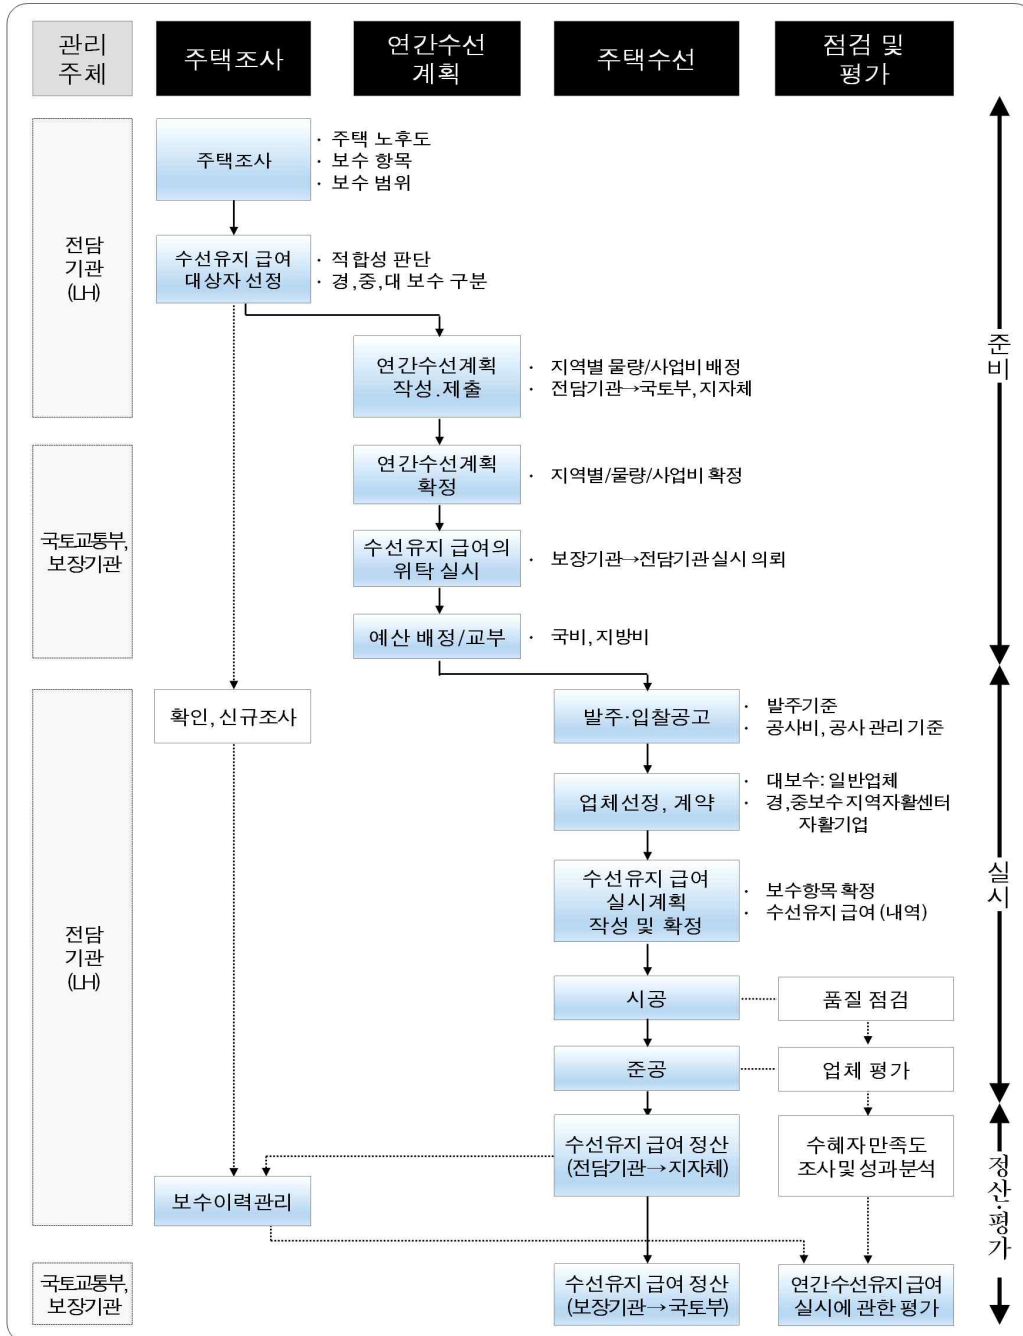 관리
주체
주택조사
연간수선
계획
주택수선
점검 및
평가
전담
기관
(LH)
주택조사
· 주택 노후도
· 보수 항목
· 보수 범위
수선유지 급여
대상자 선정
· 적합성 판단
· 경,중,대 보수 구분
연간수선계획
작성.제출
· 지역별 물량/사업비 배정
· 전담기관→국토부, 지자체
준비
국토교통부,
보장기관
연간수선계획
확정
· 지역별/물량/사업비 확정
수선유지 급여의
위탁 실시
· 보장기관→전담기관 실시 의뢰
예산 배정/교부
· 국비, 지방비
전담
기관
(LH)
확인, 신규조사
발주·입찰공고
· 발주기준
· 공사비, 공사 관리 기준
업체선정, 계약
· 대보수: 일반업체
· 경,중보수 지역자활센터
자활기업
수선유지 급여
실시계획
작성 및 확정
· 보수항목 확정
· 수선유지 급여 (내역)
실시
시공
품질 점검
준공
업체 평가
수선유지 급여 정산
(전담기관→지자체)
수혜자 만족도
조사 및 성과 분석
보수이력관리
정산·평가
국토교통부,
보장기관
수선유지 급여 정산
(보장기관→국토부)
연간수선유지 급여
실시에 관한 평가